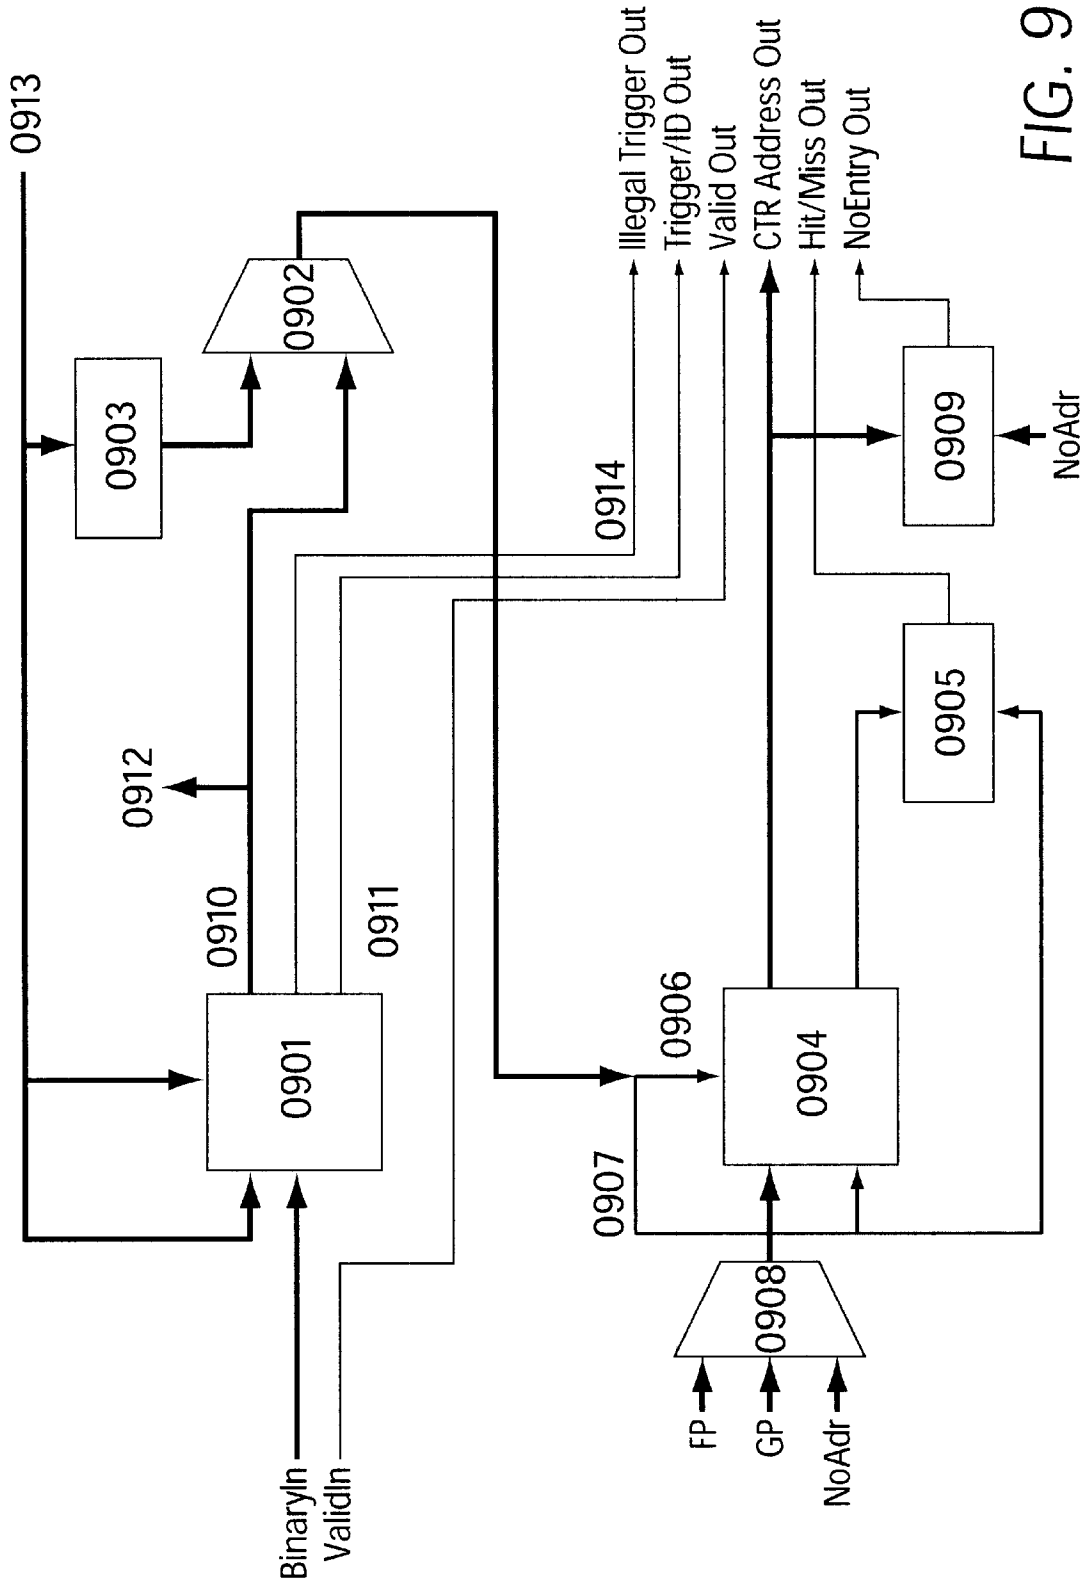 0913
0903
0902
0912
0910
0901
0911
0914
BinaryIn
ValidIn
Illegal Trigger Out
Trigger/ID Out
Valid Out
CTR Address Out
Hit/Miss Out
NoEntry Out
0906
0907
0904
0908
0905
0909
FP
GP
NoAdr
NoAdr
FIG. 9